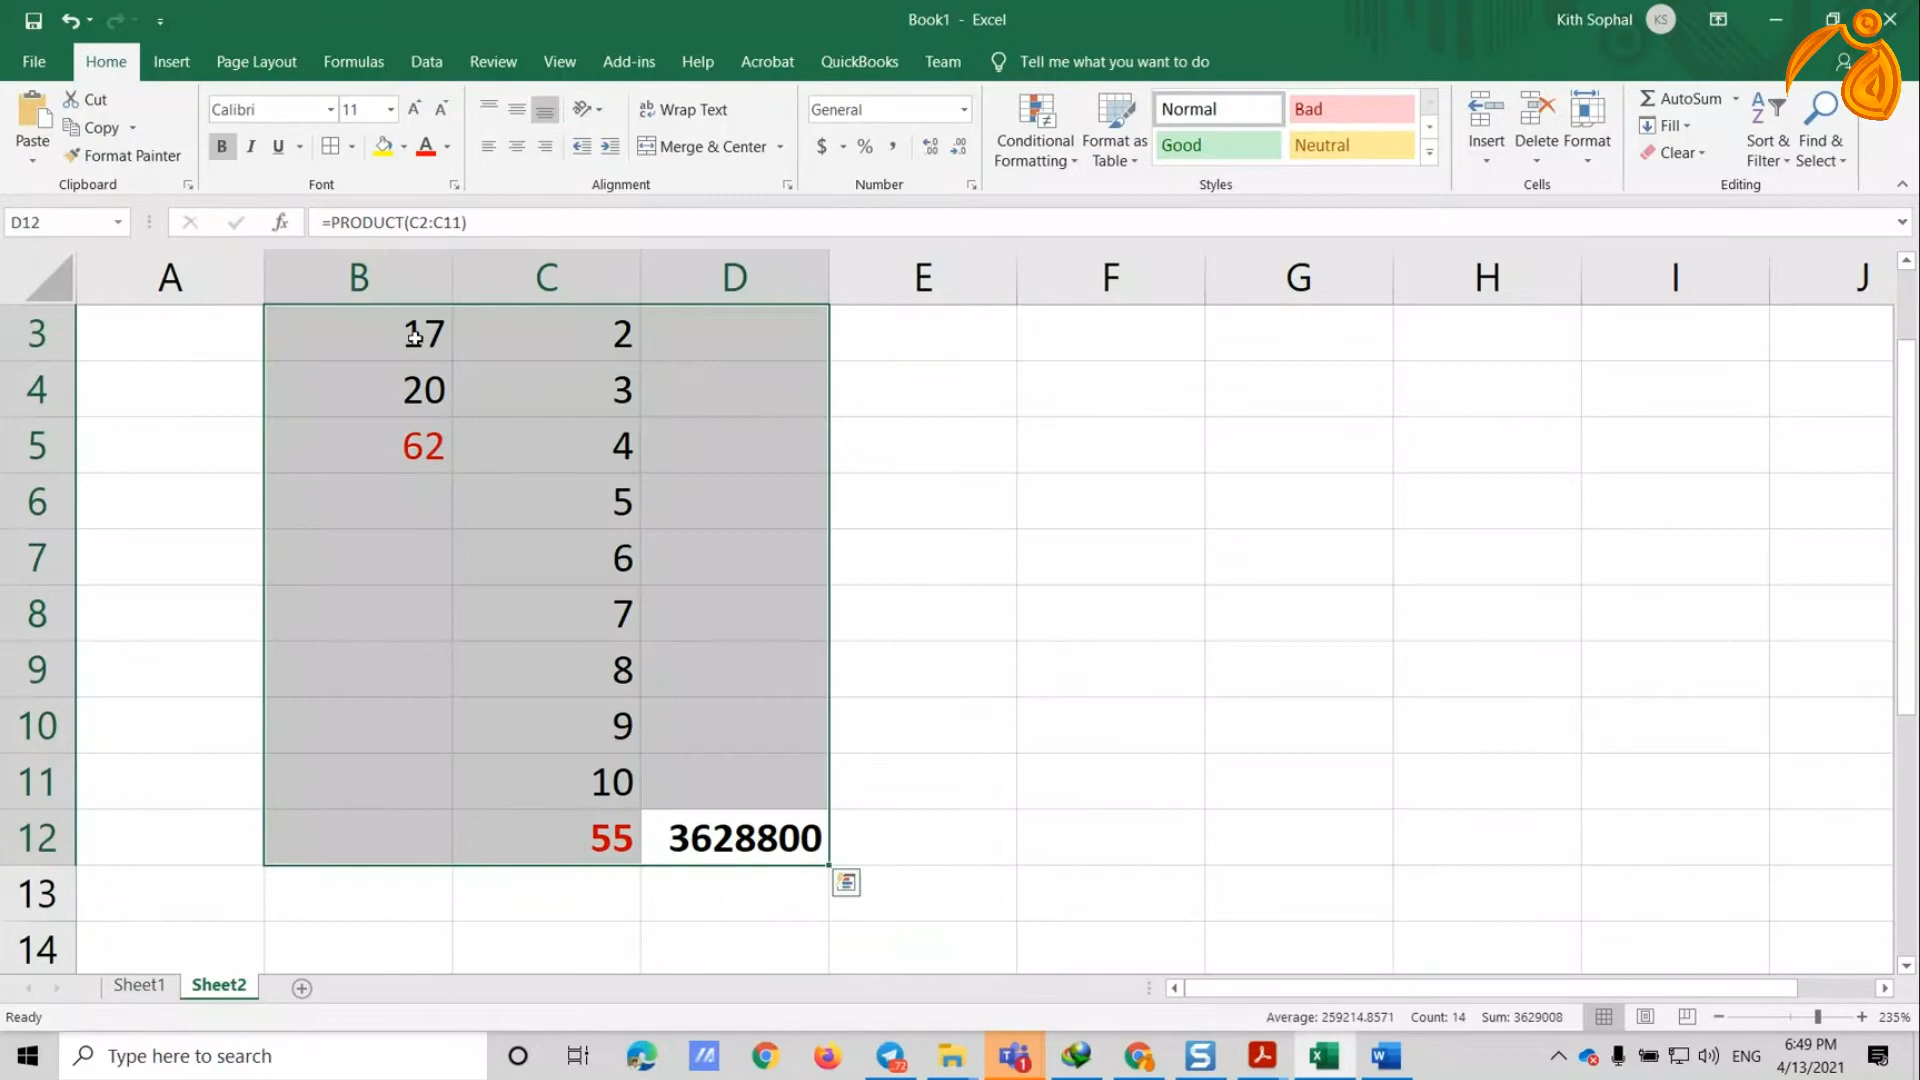 Book1 - Excel
Kith Sophal KS
File Home Insert Page Layout Formulas Data Review View Add-ins Help Acrobat QuickBooks Team Tell me what you want to do
Paste Cut Copy Format Painter
Calibri 11
B I U
Wrap Text
Merge & Center
General
$ % ,
Conditional Formatting
Format as Table
Normal Bad
Good Neutral
Insert Delete Format
AutoSum
Fill
Clear
Sort & Filter
Find & Select
Clipboard Font Alignment Number Styles Cells Editing
D12 fx =PRODUCT(C2:C11)
A B C D E F G H I J
3 17 2
4 20 3
5 62 4
6 5
7 6
8 7
9 8
10 9
11 10
12 55 3628800
13
14
Sheet1 Sheet2
Ready Average: 259214.8571 Count: 14 Sum: 3629008 235%
Type here to search
72
1
ENG
6:49 PM
4/13/2021